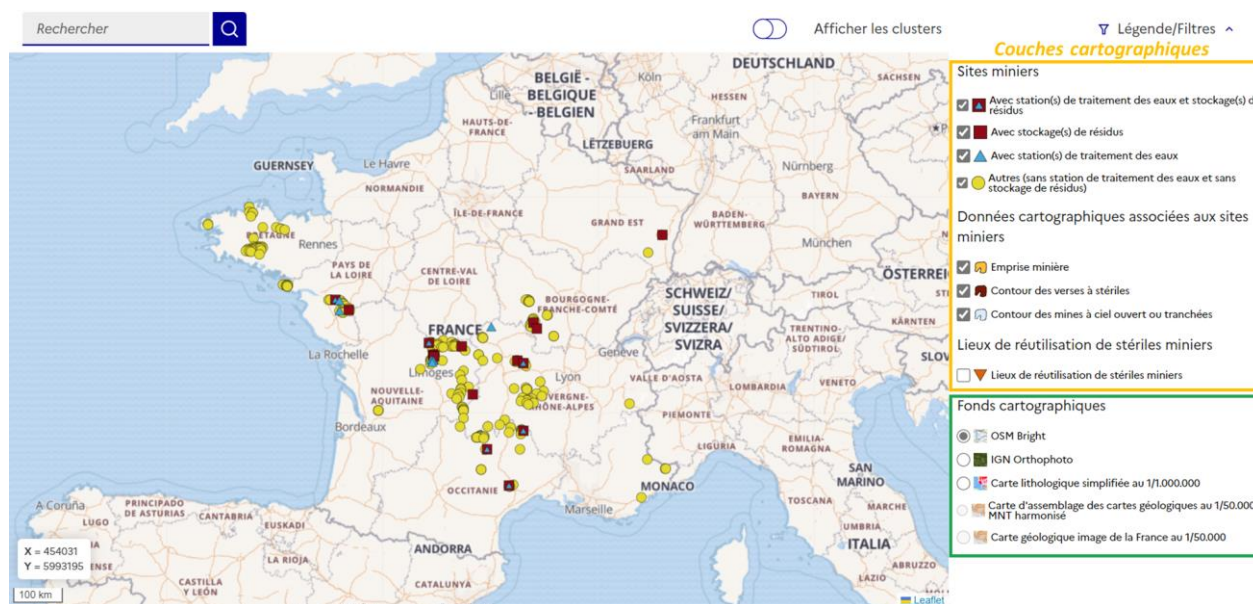 Rechercher
Afficher les clusters
Légende/Filtres
Couches cartographiques
Sites miniers
Avec station(s) de traitement des eaux et stockage(s) d
résidus
Avec stockage(s) de résidus
Avec station(s) de traitement des eaux
Autres (sans station de traitement des eaux et sans
stockage de résidus)
Données cartographiques associées aux sites
miniers
Emprise minière
Contour des verses à stériles
Contour des mines à ciel ouvert ou tranchées
Lieux de réutilisation de stériles miniers
Lieux de réutilisation de stériles miniers
Fonds cartographiques
OSM Bright
IGN Orthophoto
Carte lithologique simplifiée au 1/1.000.000
Carte d'assemblage des cartes géologiques au 1/50.000
MNT harmonisé
Carte géologique image de la France au 1/50.000
BELGIË -
BELGIQUE
- BELGIEN
Lille
Köln
DEUTSCHLAND
SACHSEN
HESSEN
HAUTS-DE-
FRANCE
Frankfurt
am Main
LËTZEBUERG
GUERNSEY
Le Havre
SAARLAND
Nürnberg
NORMANDIE
BAYERN
ÎLE-DE-FRANCE
GRAND EST
BADEN-
WÜRTTEMBERG
BRETAGNE
Rennes
München
PAYS DE
LA LOIRE
CENTRE-VAL
DE LOIRE
ÖSTERREI
BOURGOGNE-
FRANCHE-COMTÉ
SCHWEIZ/
SUISSE/
SVIZZERA/
SVIZRA
TIROL
KÄRNTEN
FRANCE
TRENTINO-
ALTO ADIGE/
SÜDTIROL
La Rochelle
Genève
SLOV
Limoges
Lyon
VALLE D'AOSTA
LOMBARDIA
VENETO
NOUVELLE-
AQUITAINE
AUVERGNE-
RHÔNE-ALPES
PIEMONTE
Bordeaux
LIGURIA
EMILIA-
ROMAGNA
OCCITANIE
MONACO
SAN
MARINO
A Coruña
PRINCIPADO
DE ASTURIAS
CANTABRIA
Marseille
TOSCANA
MARCHE
LUGO
EUSKADI
UMBRIA
X = 454031
Y = 5993195
ENSE
LA RIOJA
ANDORRA
ITALIA
ABRUZZO
CASTILLA
Y LEÓN
CATALUNYA
LAZIO
100 km
Leaflet